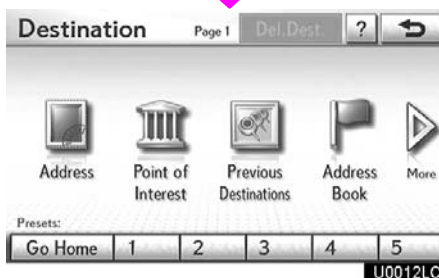 Destination Page 1 Del.Dest. ?
Address Point of Interest Previous Destinations Address Book More
Presets:
Go Home 1 2 3 4 5
U0012LC